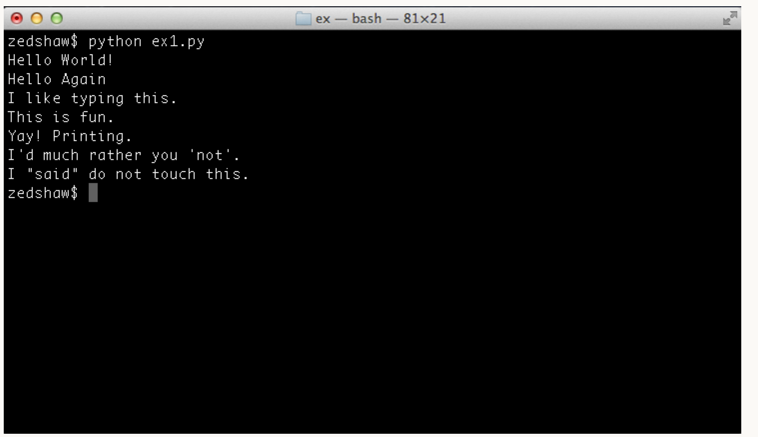 ex — bash — 81×21
zedshaw$ python ex1.py
Hello World!
Hello Again
I like typing this.
This is fun.
Yay! Printing.
I'd much rather you 'not'.
I "said" do not touch this.
zedshaw$